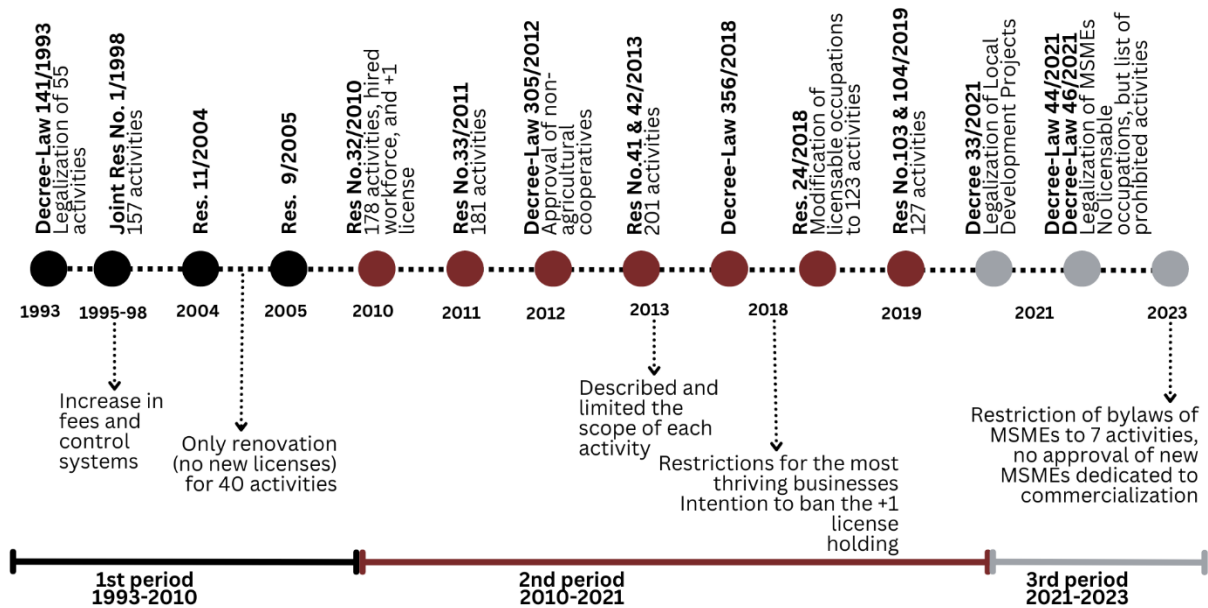 Decree-Law 141/1993
Legalization of 55
activities
Joint Res No. 1/1998
157 activities
Res. 11/2004
Res. 9/2005
Res No.32/2010
178 activities, hired
workforce, and +1
license
Res No.33/2011
181 activities
Decree-Law 305/2012
Approval of non-
agricultural
cooperatives
Res No.41 & 42/2013
201 activities
Decree-Law 356/2018
Res. 24/2018
Modification of
licensable occupations
to 123 activities
Res No.103 & 104/2019
127 activities
Decree 33/2021
Legalization of Local
Development Projects
Decree-Law 44/2021
Decree-Law 46/2021
Legalization of MSMEs
No licensable
occupations, but list of
prohibited activities
1993
1995-98
2004
2005
2010
2011
2012
2013
2018
2019
2021
2023
Increase in
fees and
control
systems
Only renovation
(no new licenses)
for 40 activities
Described and
limited the
scope of each
activity
Restrictions for the most
thriving businesses
Intention to ban the +1
license
holding
Restriction of bylaws of
MSMEs to 7 activities,
no approval of new
MSMEs dedicated to
commercialization
1st period
1993-2010
2nd period
2010-2021
3rd period
2021-2023